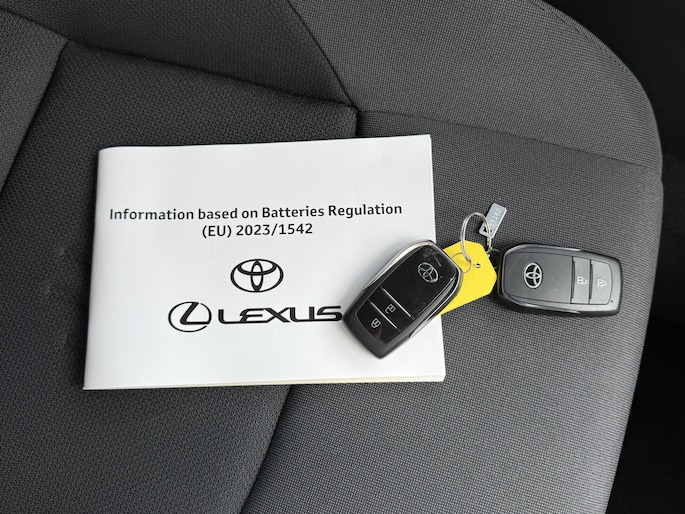 Information based on Batteries Regulation
(EU) 2023/1542
LEXUS